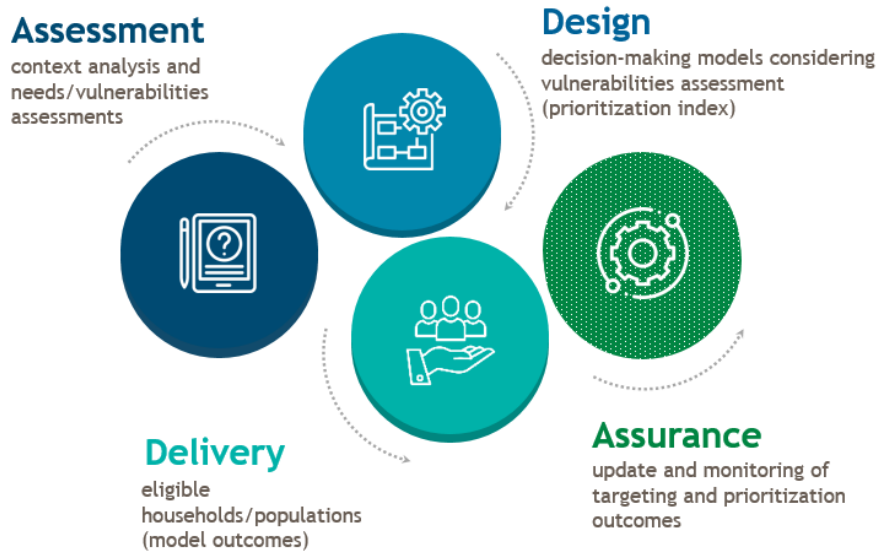 Assessment
context analysis and
needs/vulnerabilities
assessments
Design
decision-making models considering
vulnerabilities assessment
(prioritization index)
?
Delivery
eligible
households/populations
(model outcomes)
Assurance
update and monitoring of
targeting and prioritization
outcomes